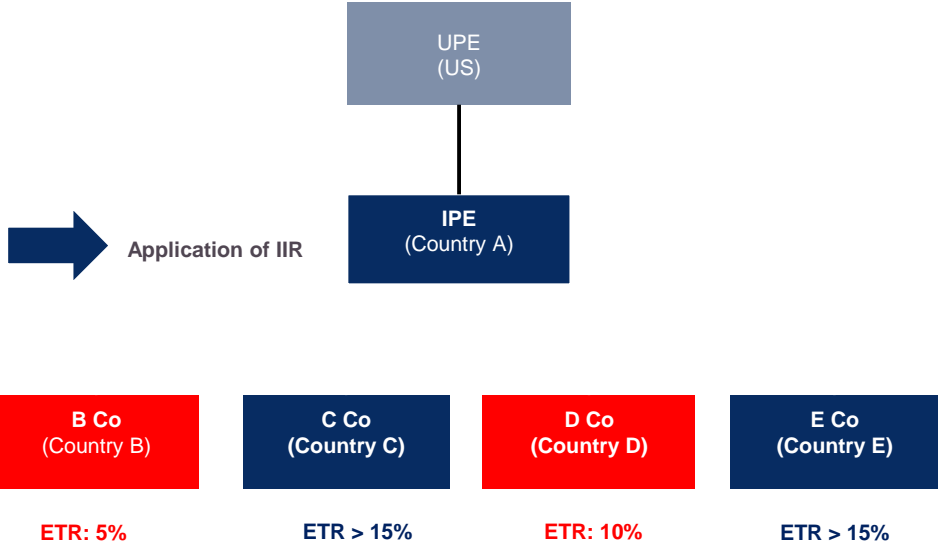 UPE
(US)
IPE
(Country A)
Application of IIR
B Co
(Country B)
C Co
(Country C)
D Co
(Country D)
E Co
(Country E)
ETR: 5%
ETR > 15%
ETR: 10%
ETR > 15%